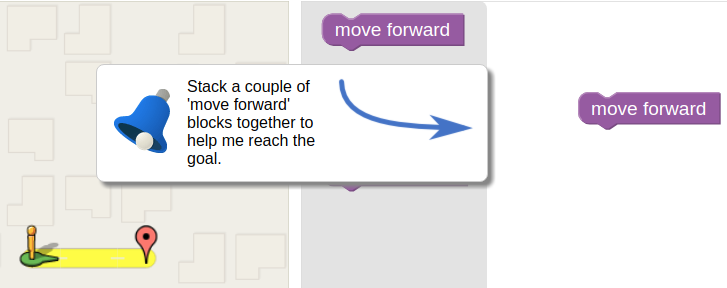 move forward
Stack a couple of
'move forward'
blocks together to
help me reach the
goal.
move forward